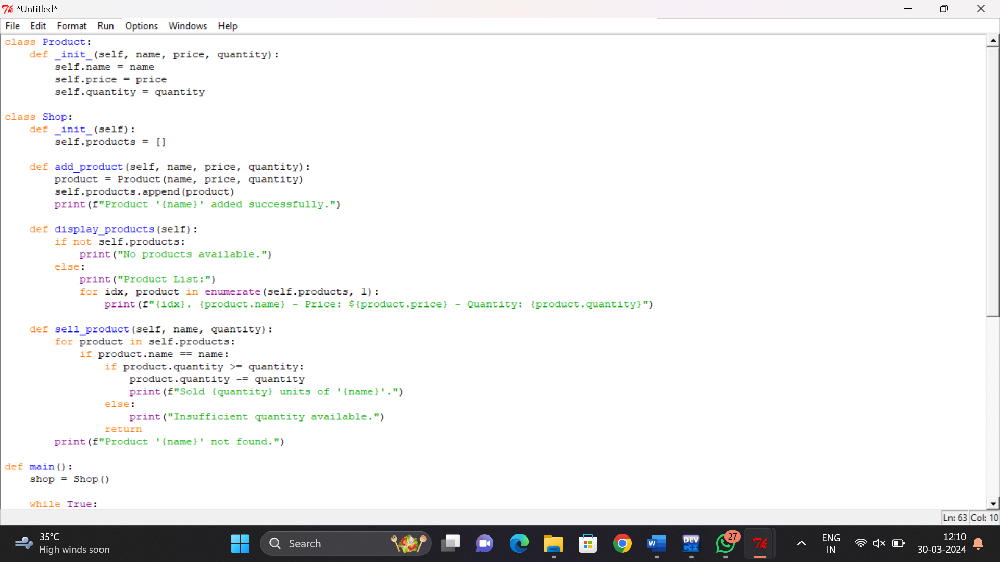 *Untitled*
File Edit Format Run Options Windows Help
class Product:
    def _init_(self, name, price, quantity):
        self.name = name
        self.price = price
        self.quantity = quantity

class Shop:
    def _init_(self):
        self.products = []

    def add_product(self, name, price, quantity):
        product = Product(name, price, quantity)
        self.products.append(product)
        print(f"Product '{name}' added successfully.")

    def display_products(self):
        if not self.products:
            print("No products available.")
        else:
            print("Product List:")
            for idx, product in enumerate(self.products, 1):
                print(f"{idx}. {product.name} - Price: ${product.price} - Quantity: {product.quantity}")

    def sell_product(self, name, quantity):
        for product in self.products:
            if product.name == name:
                if product.quantity >= quantity:
                    product.quantity -= quantity
                    print(f"Sold {quantity} units of '{name}'.")
                else:
                    print("Insufficient quantity available.")
                return
        print(f"Product '{name}' not found.")

def main():
    shop = Shop()

    while True:
Ln: 63 Col: 10
35°C
High winds soon
Search
W
DEV
C++
27
ENG
IN
12:10
30-03-2024